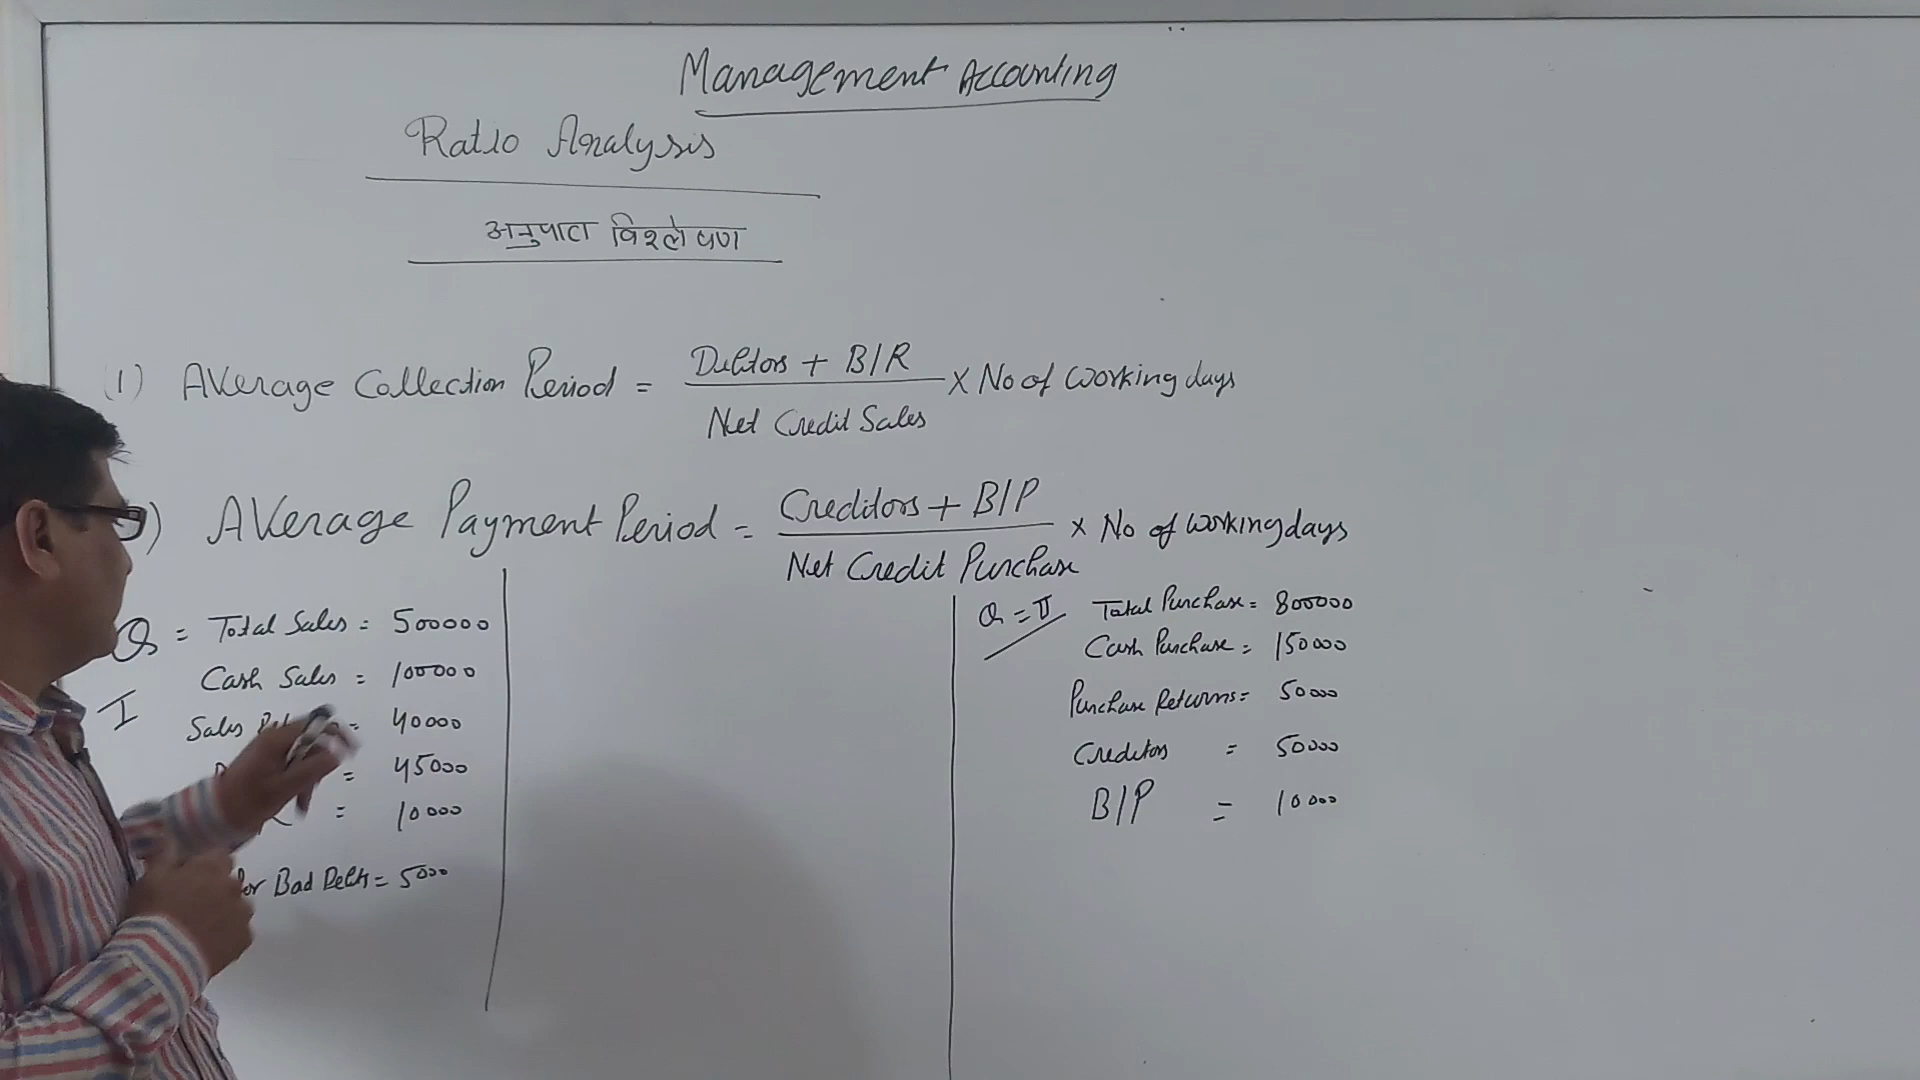 Management Accounting
Ratio Analysis
अनुपात विश्लेषण
(1) Average Collection Period = Debtors + B/R / Net Credit Sales × No of working days
) Average Payment Period = Creditors + B/P / Net Credit Purchase × No of workingdays
Q = Total Sales = 500000
I
Cash Sales = 100000
Sales = 40000
= 45000
= 10000
for Bad Debts = 5000
Q = II Total Purchase = 800000
Cash Purchase = 150000
Purchase Returns = 50000
Creditors = 50000
B/P = 10000